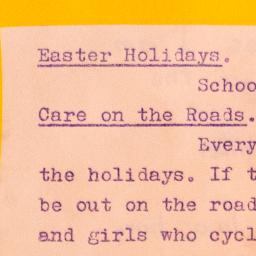 Easter Holidays.
Schoo
Care on the Roads.
Every
the holidays. If t
be out on the road
and girls who cycl